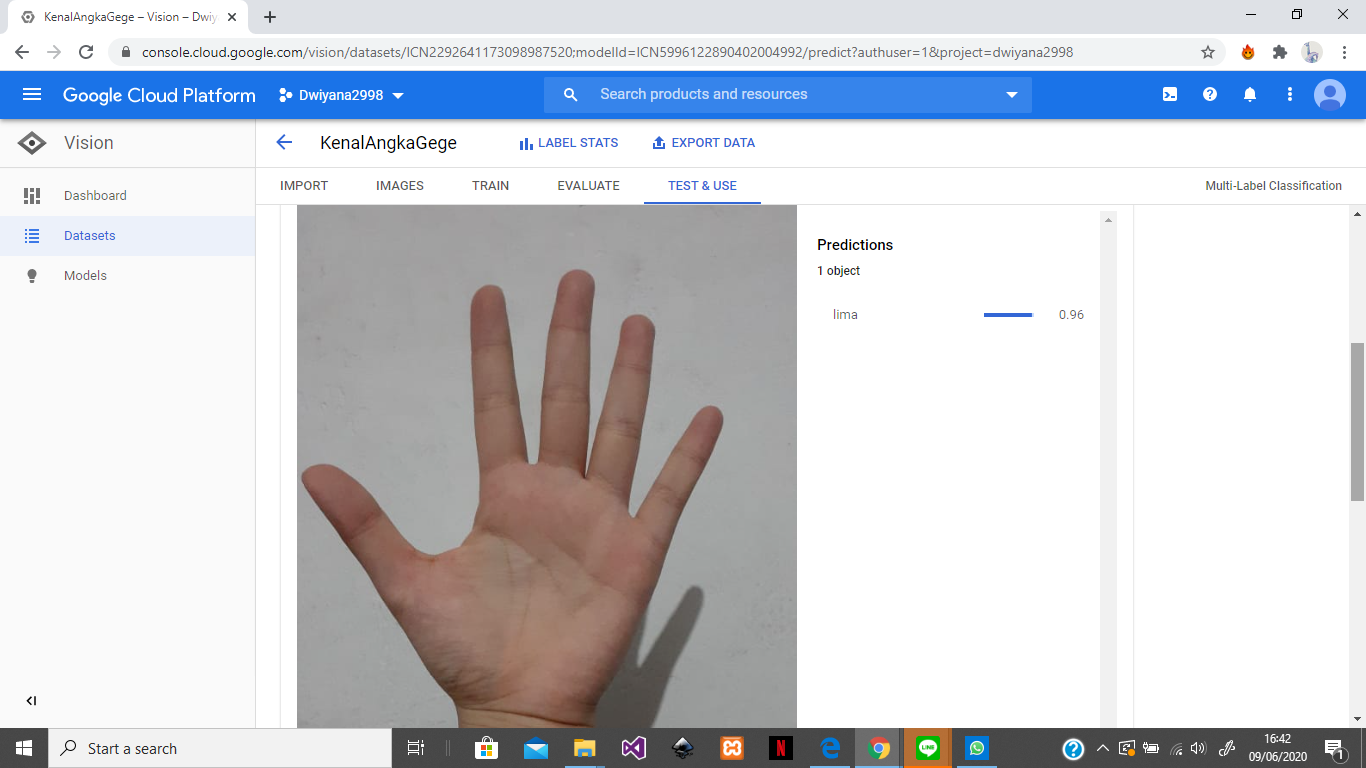 KenalAngkaGege – Vision – Dwiy
console.cloud.google.com/vision/datasets/ICN2292641173098987520;modelId=ICN5996122890402004992/predict?authuser=1&project=dwiyana2998
Google Cloud Platform
Dwiyana2998
Search products and resources
Vision
KenalAngkaGege
LABEL STATS
EXPORT DATA
IMPORT
IMAGES
TRAIN
EVALUATE
TEST & USE
Multi-Label Classification
Dashboard
Datasets
Models
Predictions
1 object
lima
0.96
Start a search
LINE
16:42
09/06/2020
1